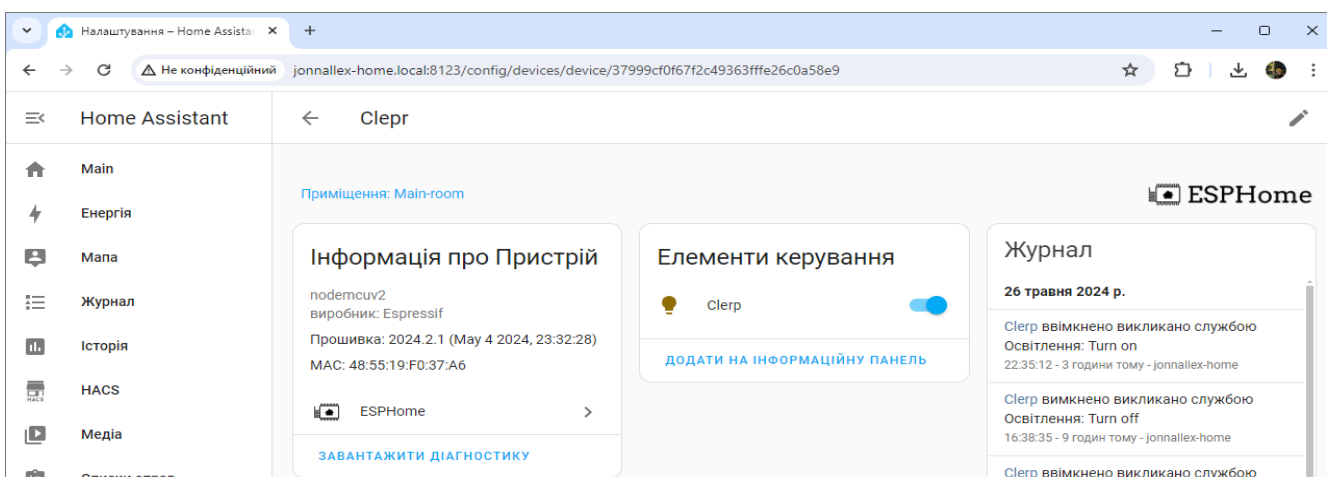 Налаштування – Home Assista
Не конфіденційний jonnallex-home.local:8123/config/devices/device/37999cf0f67f2c49363fffe26c0a58e9
Home Assistant
Clepr
Main
Енергія
Мапа
Журнал
Історія
HACS
HACS
Медіа
Приміщення: Main-room
ESPHome
Інформація про Пристрій
nodemcuv2
виробник: Espressif
Прошивка: 2024.2.1 (May 4 2024, 23:32:28)
MAC: 48:55:19:F0:37:A6
ESPHome
ЗАВАНТАЖИТИ ДІАГНОСТИКУ
Елементи керування
Clerp
ДОДАТИ НА ІНФОРМАЦІЙНУ ПАНЕЛЬ
Журнал
26 травня 2024 р.
Clerp ввімкнено викликано службою
Освітлення: Turn on
22:35:12 - 3 години тому - jonnallex-home
Clerp вимкнено викликано службою
Освітлення: Turn off
16:38:35 - 9 годин тому - jonnallex-home
Clerp ввімкнено викликано службою